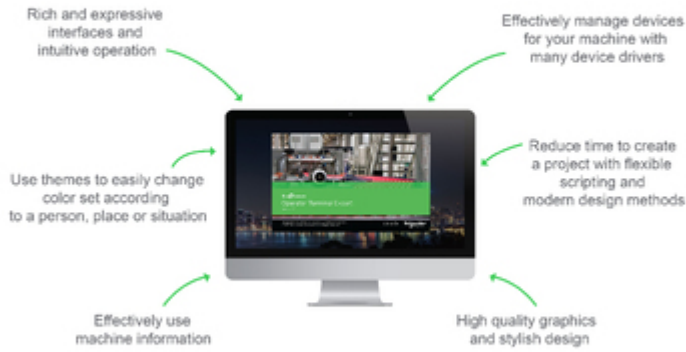 Rich and expressive
interfaces and
intuitive operation
Effectively manage devices
for your machine with
many device drivers
Use themes to easily change
color set according
to a person, place or situation
Reduce time to create
a project with flexible
scripting and
modern design methods
Operator Terminal Expert
Effectively use
machine information
High quality graphics
and stylish design